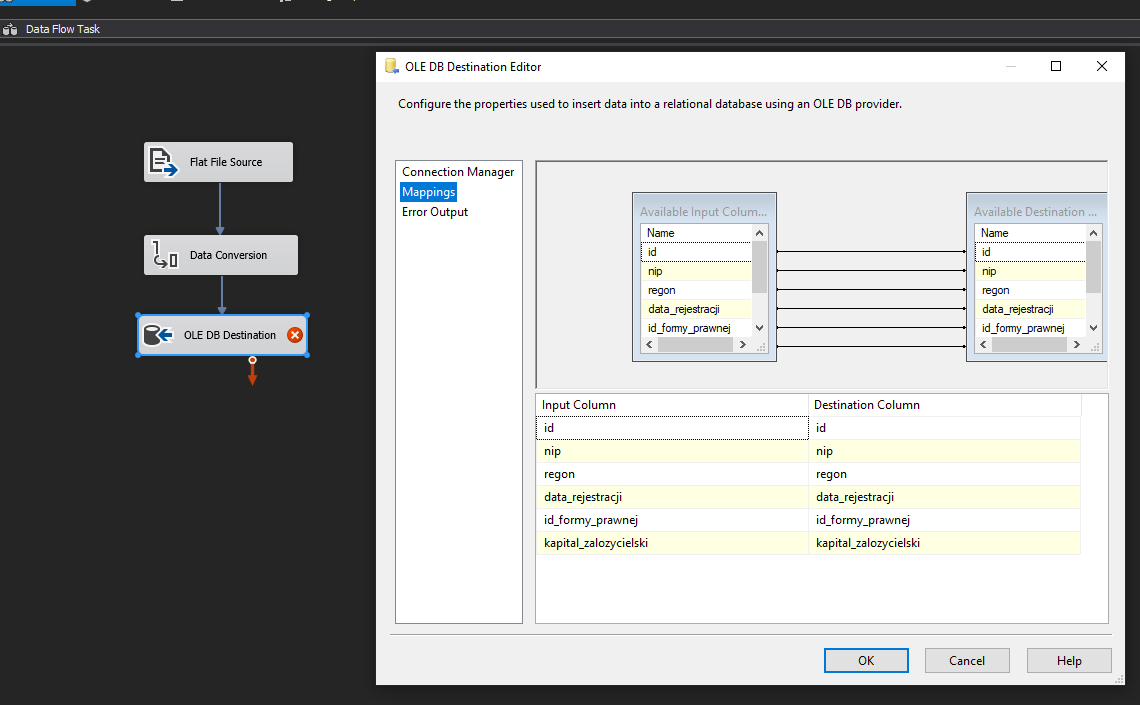 Data Flow Task
OLE DB Destination Editor
Configure the properties used to insert data into a relational database using an OLE DB provider.
Flat File Source
Data Conversion
OLE DB Destination
Connection Manager
Mappings
Error Output
Available Input Colum...
Name
id
nip
regon
data_rejestracji
id_formy_prawnej
Available Destination ...
Name
id
nip
regon
data_rejestracji
id_formy_prawnej
Input Column Destination Column
id id
nip nip
regon regon
data_rejestracji data_rejestracji
id_formy_prawnej id_formy_prawnej
kapital_zalozycielski kapital_zalozycielski
OK Cancel Help